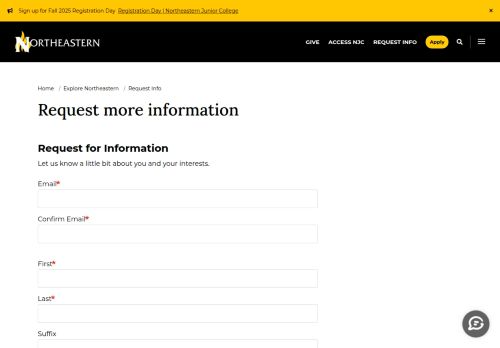 Sign up for Fall 2025 Registration Day Registration Day | Northeastern Junior College ×
NORTHEASTERN
GIVE ACCESS NJC REQUEST INFO Apply
Home / Explore Northeastern / Request Info
Request more information
Request for Information
Let us know a little bit about you and your interests.
Email*
Confirm Email*
First*
Last*
Suffix